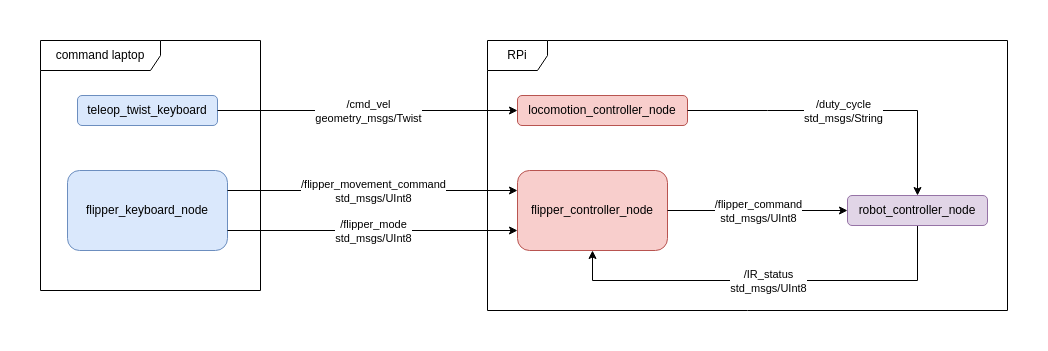 command laptop
RPi
teleop_twist_keyboard
/cmd_vel
geometry_msgs/Twist
locomotion_controller_node
/duty_cycle
std_msgs/String
flipper_keyboard_node
/flipper_movement_command
std_msgs/UInt8
/flipper_mode
std_msgs/UInt8
flipper_controller_node
/flipper_command
std_msgs/UInt8
robot_controller_node
/IR_status
std_msgs/UInt8